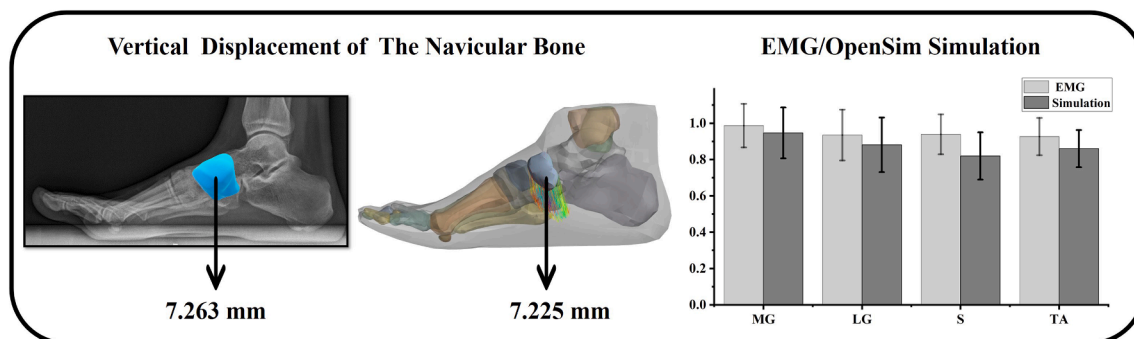 Vertical Displacement of The Navicular Bone
7.263 mm
7.225 mm
EMG/OpenSim Simulation
EMG
Simulation
1.0
0.8
0.6
0.4
0.2
0.0
MG LG S TA